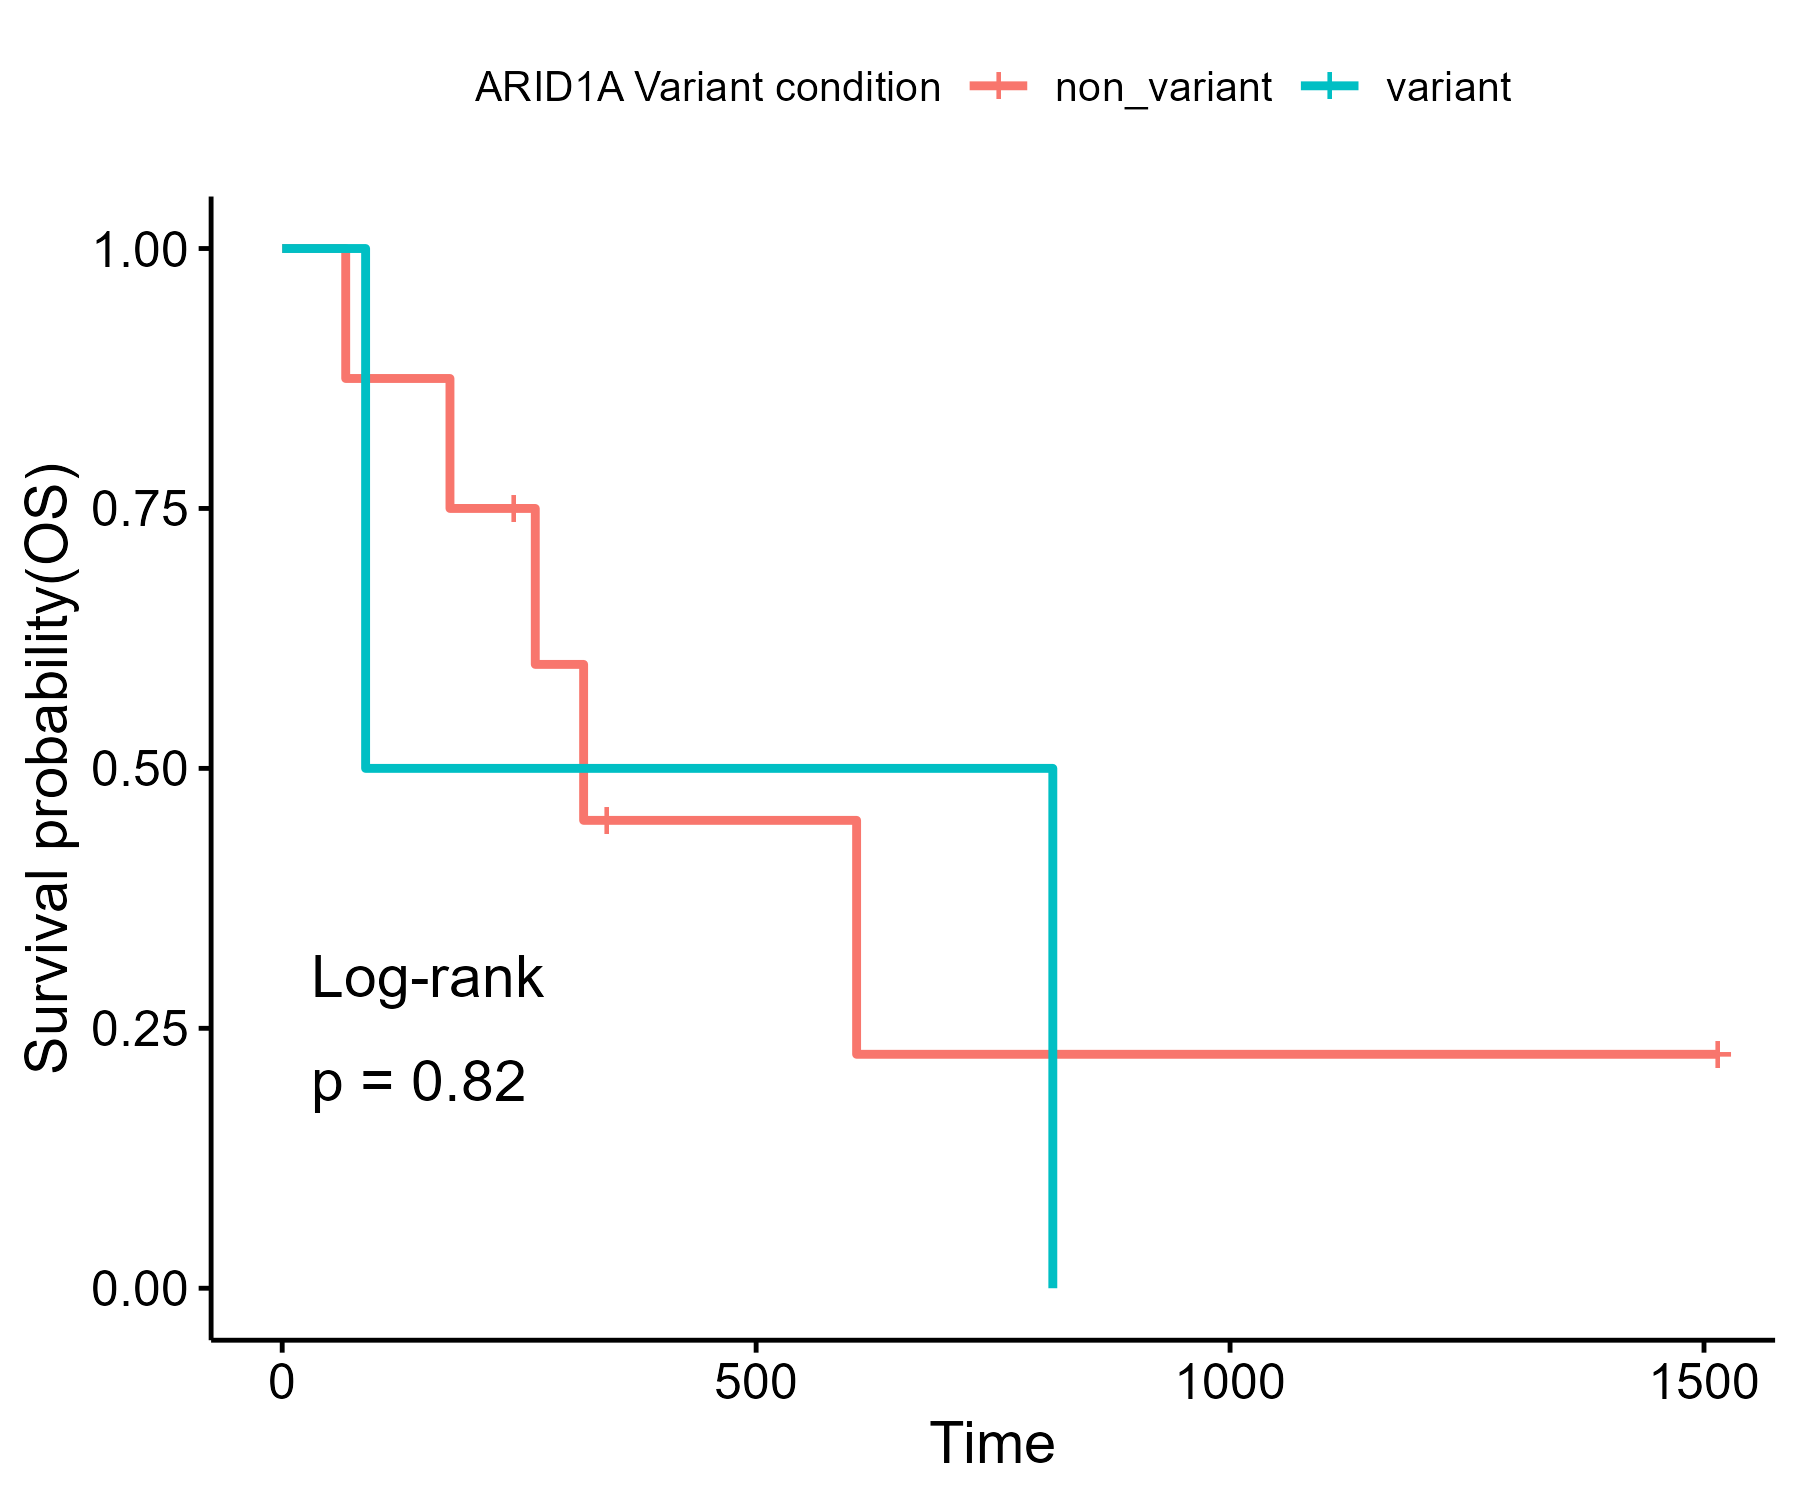 ARID1A Variant condition non_variant variant
Survival probability(OS)
1.00
0.75
0.50
0.25
0.00
Log-rank
p = 0.82
0 500 1000 1500
Time